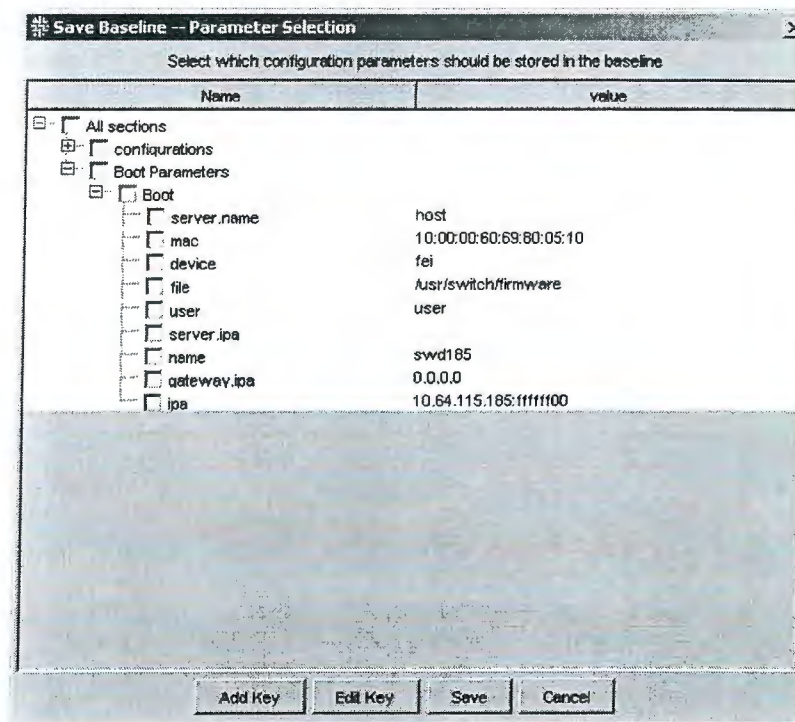 Save Baseline -- Parameter Selection
Select which configuration parameters should be stored in the baseline
Name value
All sections
configurations
Boot Parameters
Boot
server.name host
mac 10:00:00:60:69:80:05:10
device fei
file /usr/switch/firmware
user user
server.ipa
name swd185
gateway.ipa 0.0.0.0
ipa 10.64.115.185:ffffff00
Add Key Edit Key Save Cancel